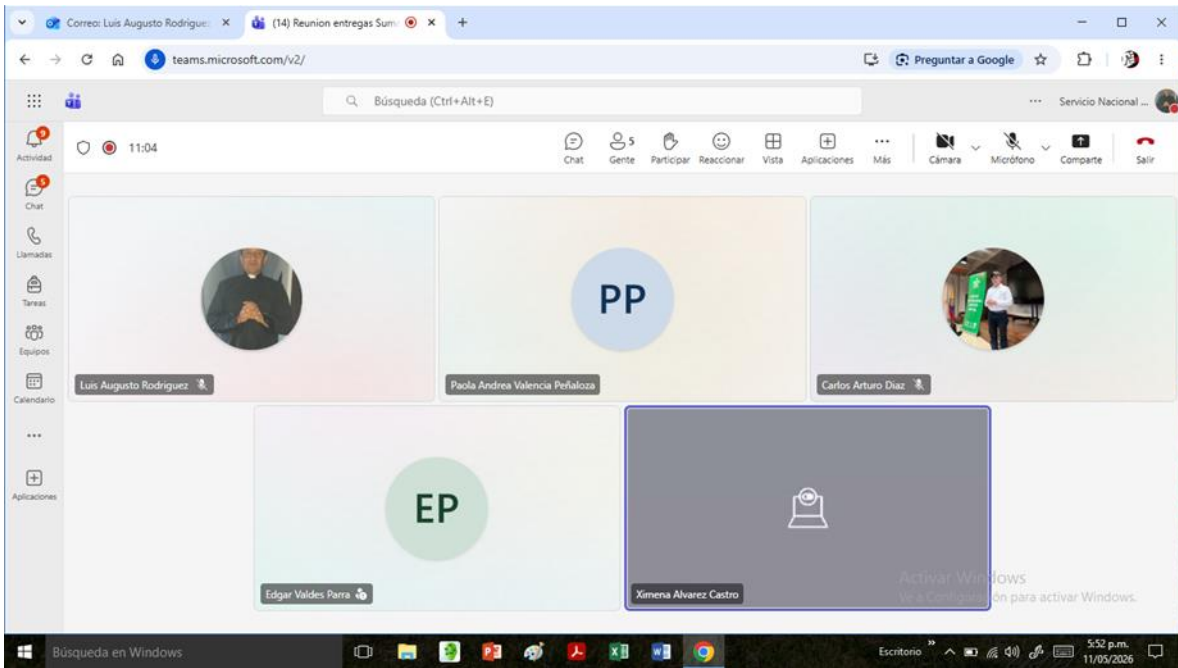 Correo: Luis Augusto Rodrigue:
(14) Reunion entregas Sum
teams.microsoft.com/v2/
Preguntar a Google
Búsqueda (Ctrl+Alt+E)
Servicio Nacional ...
9
Actividad
11:04
Chat
5
Gente
Participar
Reaccionar
Vista
Aplicaciones
Más
Cámara
Micrófono
Comparte
Salir
5
Chat
Llamadas
Tareas
Equipos
Calendario
Aplicaciones
Luis Augusto Rodriguez
PP
Paola Andrea Valencia Peñaloza
Carlos Arturo Diaz
EP
Edgar Valdes Parra
Ximena Alvarez Castro
Activar Windows
Ve a Configuración para activar Windows.
Búsqueda en Windows
Escritorio
5:52 p.m.
11/05/2026